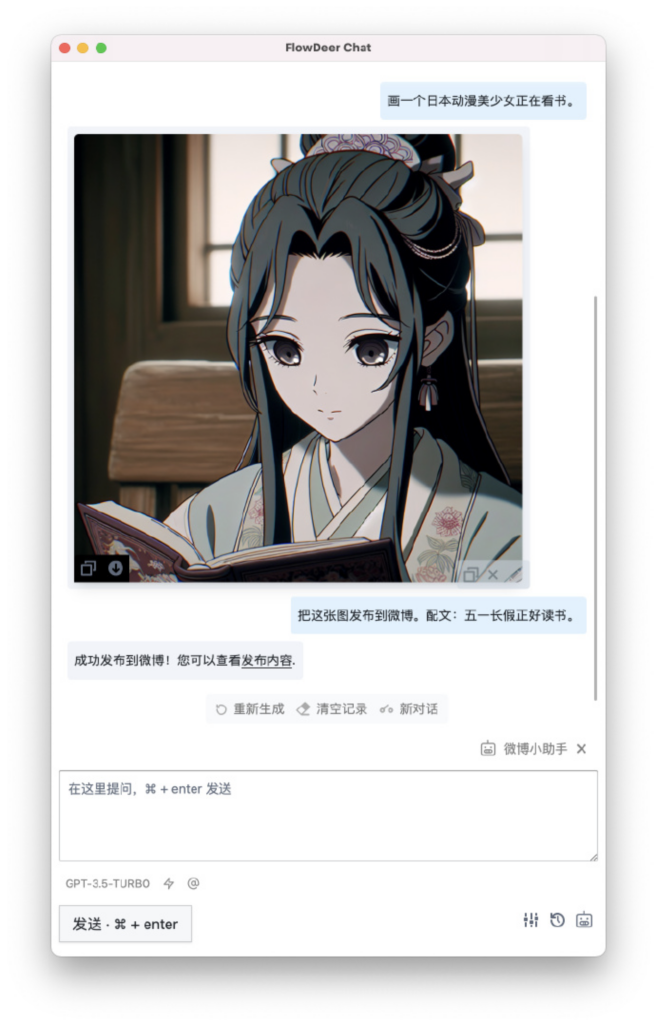 FlowDeer Chat
画一个日本动漫美少女正在看书。
把这张图发布到微博。配文：五一长假正好读书。
成功发布到微博！您可以查看发布内容.
重新生成 清空记录 新对话
微博小助手
在这里提问，⌘ + enter 发送
GPT-3.5-TURBO
发送 · ⌘ + enter